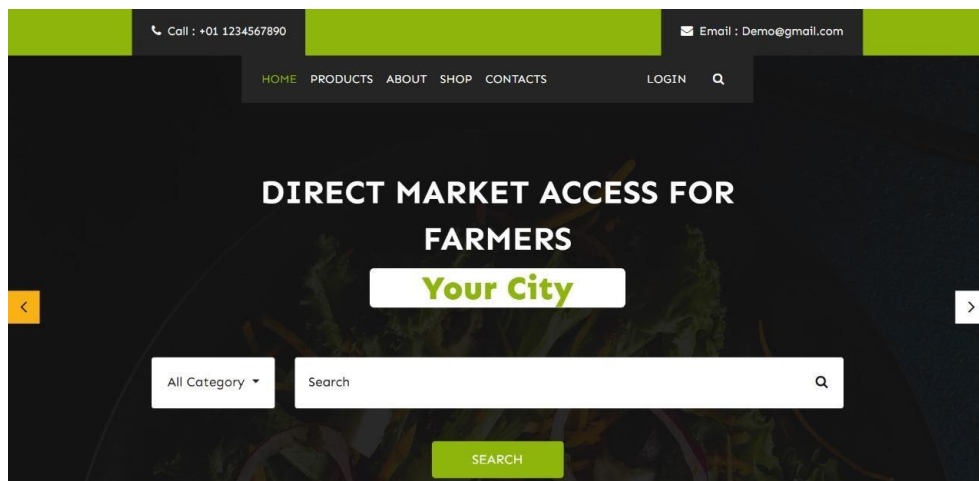 Call : +01 1234567890
Email : Demo@gmail.com
HOME PRODUCTS ABOUT SHOP CONTACTS LOGIN
DIRECT MARKET ACCESS FOR
FARMERS
Your City
All Category
Search
SEARCH